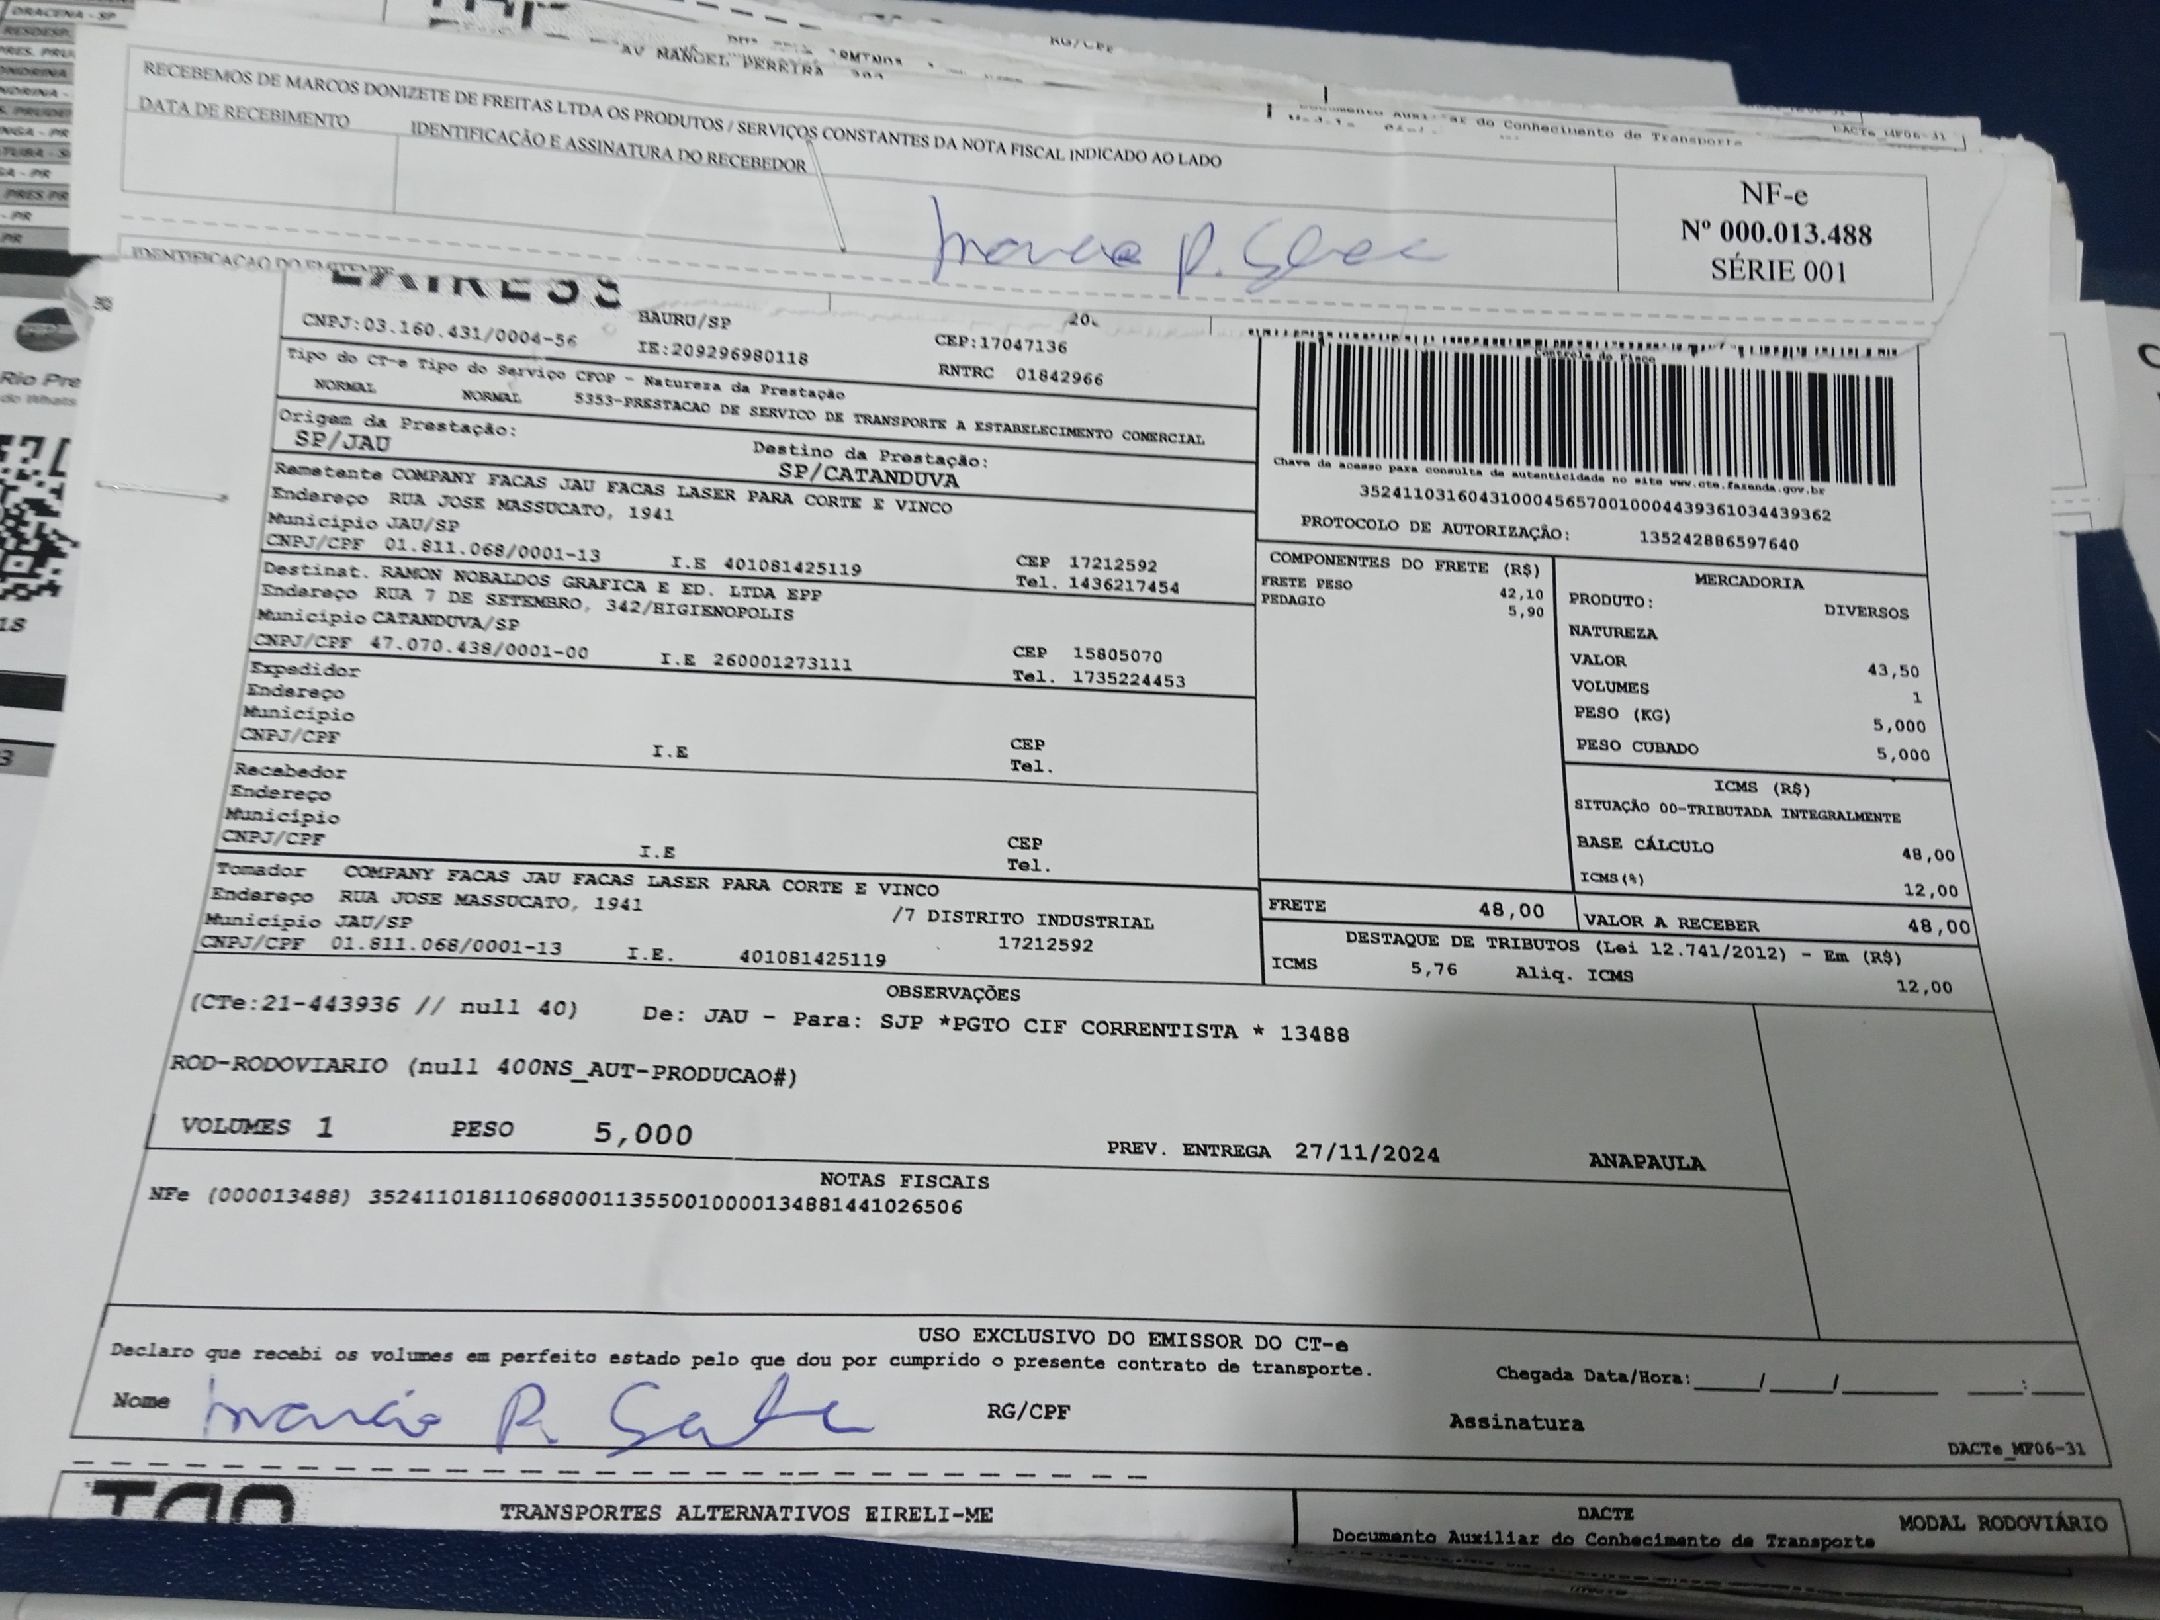 AV MANOEL PEREIRA
RG/CPF
RECEBEMOS DE MARCOS DONIZETE DE FREITAS LTDA OS PRODUTOS / SERVIÇOS CONSTANTES DA NOTA FISCAL INDICADO AO LADO
DATA DE RECEBIMENTO
IDENTIFICAÇÃO E ASSINATURA DO RECEBEDOR
NF-e
Nº 000.013.488
SÉRIE 001
IDENTIFICAÇÃO DO EMITENTE
EXPRESS
BAURU/SP
CNPJ:03.160.431/0004-56 IE:209296980118 CEP:17047136
RNTRC 01842966
Tipo do CT-e Tipo do Serviço CFOP - Natureza da Prestação
NORMAL NORMAL 5353-PRESTACAO DE SERVICO DE TRANSPORTE A ESTABELECIMENTO COMERCIAL
Origem da Prestação: Destino da Prestação:
SP/JAU SP/CATANDUVA
Remetente COMPANY FACAS JAU FACAS LASER PARA CORTE E VINCO
Endereço RUA JOSE MASSUCATO, 1941
Município JAU/SP CEP 17212592
CNPJ/CPF 01.811.068/0001-13 I.E 401081425119 Tel. 1436217454
Destinat. RAMON NOBALDOS GRAFICA E ED. LTDA EPP
Endereço RUA 7 DE SETEMBRO, 342/HIGIENOPOLIS
Município CATANDUVA/SP CEP 15805070
CNPJ/CPF 47.070.438/0001-00 I.E 260001273111 Tel. 1735224453
Expedidor
Endereço
Município CEP
CNPJ/CPF I.E Tel.
Recebedor
Endereço
Município CEP
CNPJ/CPF I.E Tel.
Tomador COMPANY FACAS JAU FACAS LASER PARA CORTE E VINCO
Endereço RUA JOSE MASSUCATO, 1941 /7 DISTRITO INDUSTRIAL
Município JAU/SP 17212592
CNPJ/CPF 01.811.068/0001-13 I.E. 401081425119
Controle do Fisco
Chave de acesso para consulta de autenticidade no site www.cte.fazenda.gov.br
35241103160431000456570010004439361034439362
PROTOCOLO DE AUTORIZAÇÃO: 135242886597640
COMPONENTES DO FRETE (R$)
FRETE PESO 42,10
PEDAGIO 5,90
MERCADORIA
PRODUTO: DIVERSOS
NATUREZA
VALOR 43,50
VOLUMES 1
PESO (KG) 5,000
PESO CUBADO 5,000
ICMS (R$)
SITUAÇÃO 00-TRIBUTADA INTEGRALMENTE
BASE CÁLCULO 48,00
ICMS(%) 12,00
FRETE 48,00 VALOR A RECEBER 48,00
DESTAQUE DE TRIBUTOS (Lei 12.741/2012) - Em (R$)
ICMS 5,76 Aliq. ICMS 12,00
OBSERVAÇÕES
(CTe:21-443936 // null 40) De: JAU - Para: SJP *PGTO CIF CORRENTISTA * 13488
ROD-RODOVIARIO (null 400NS_AUT-PRODUCAO#)
VOLUMES 1 PESO 5,000 PREV. ENTREGA 27/11/2024 ANAPAULA
NOTAS FISCAIS
NFe (000013488) 35241101811068000113550010000134881441026506
USO EXCLUSIVO DO EMISSOR DO CT-e
Declaro que recebi os volumes em perfeito estado pelo que dou por cumprido o presente contrato de transporte.
Chegada Data/Hora:____/____/______ ____:____
Nome RG/CPF Assinatura
DACTe_MF06-31
TRANSPORTES ALTERNATIVOS EIRELI-ME
DACTE
MODAL RODOVIÁRIO
Documento Auxiliar do Conhecimento de Transporte